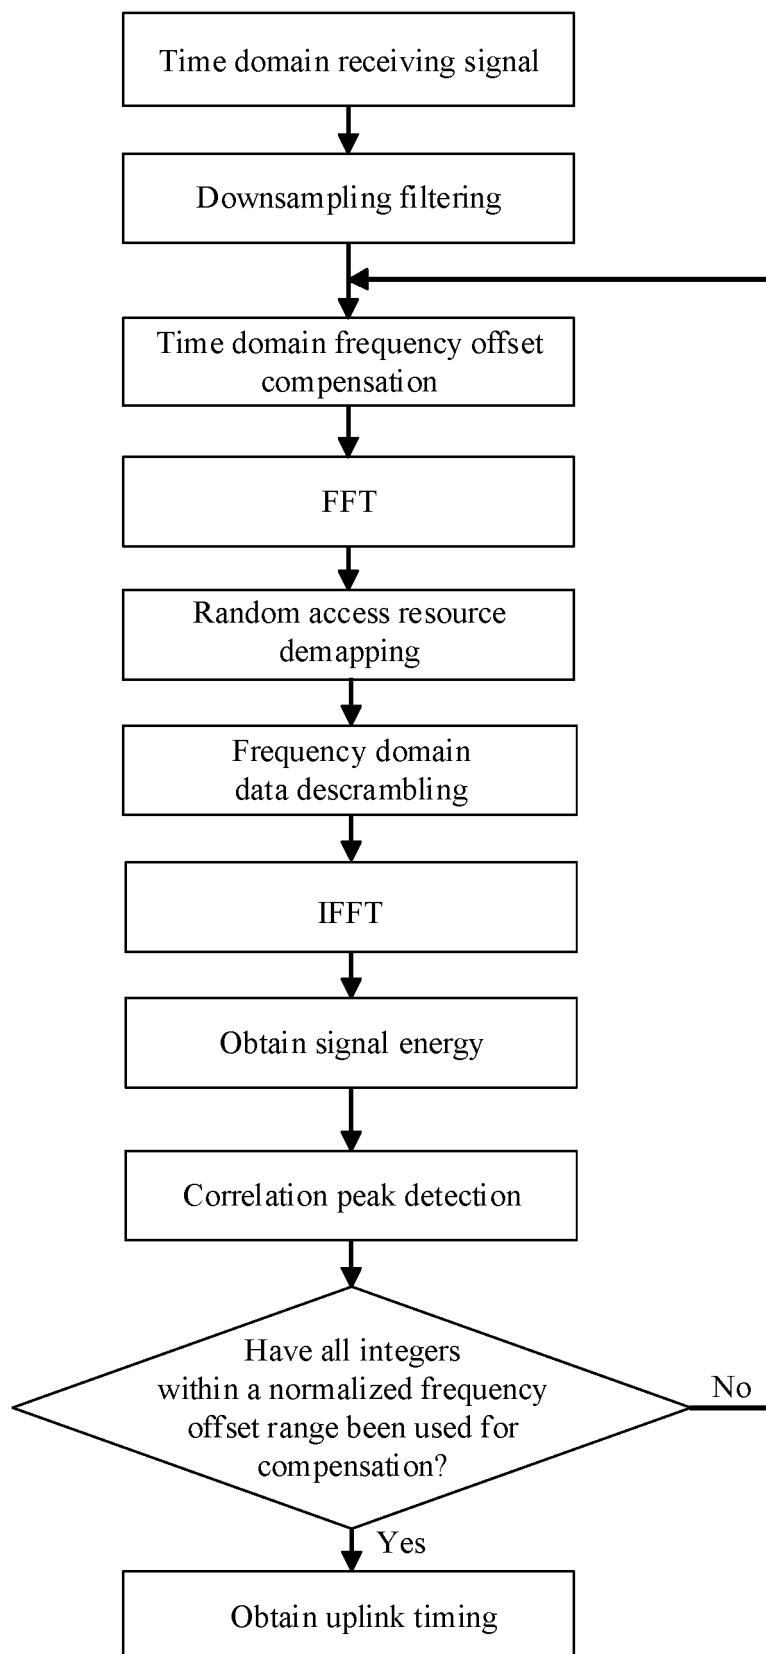 Time domain receiving signal
Downsampling filtering
Time domain frequency offset
compensation
FFT
Random access resource
demapping
Frequency domain
data descrambling
IFFT
Obtain signal energy
Correlation peak detection
Have all integers
within a normalized frequency
offset range been used for
compensation?
No
Yes
Obtain uplink timing